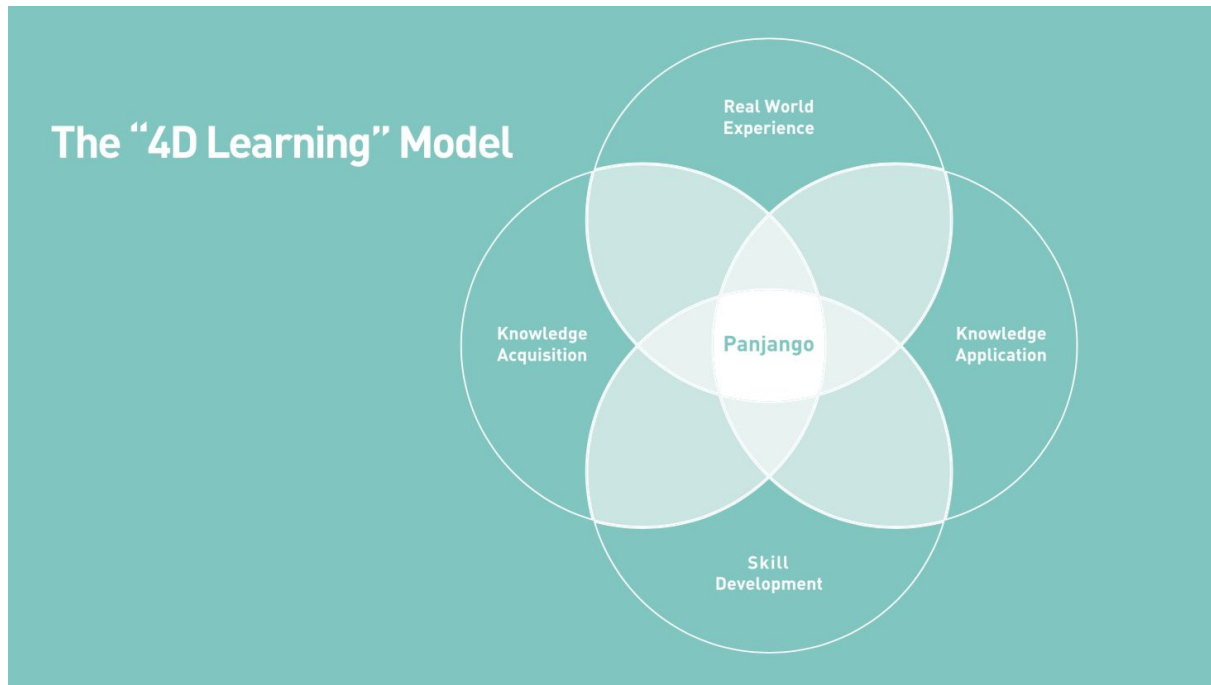 The “4D Learning” Model
Real World
Experience
Knowledge
Acquisition
Panjango
Knowledge
Application
Skill
Development